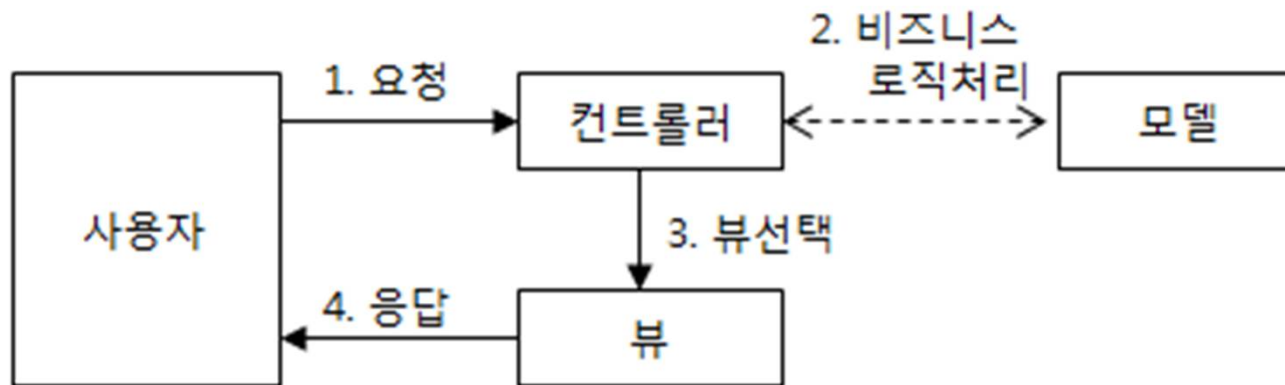 2. 비즈니스
로직처리
1. 요청
컨트롤러
모델
사용자
3. 뷰선택
4. 응답
뷰